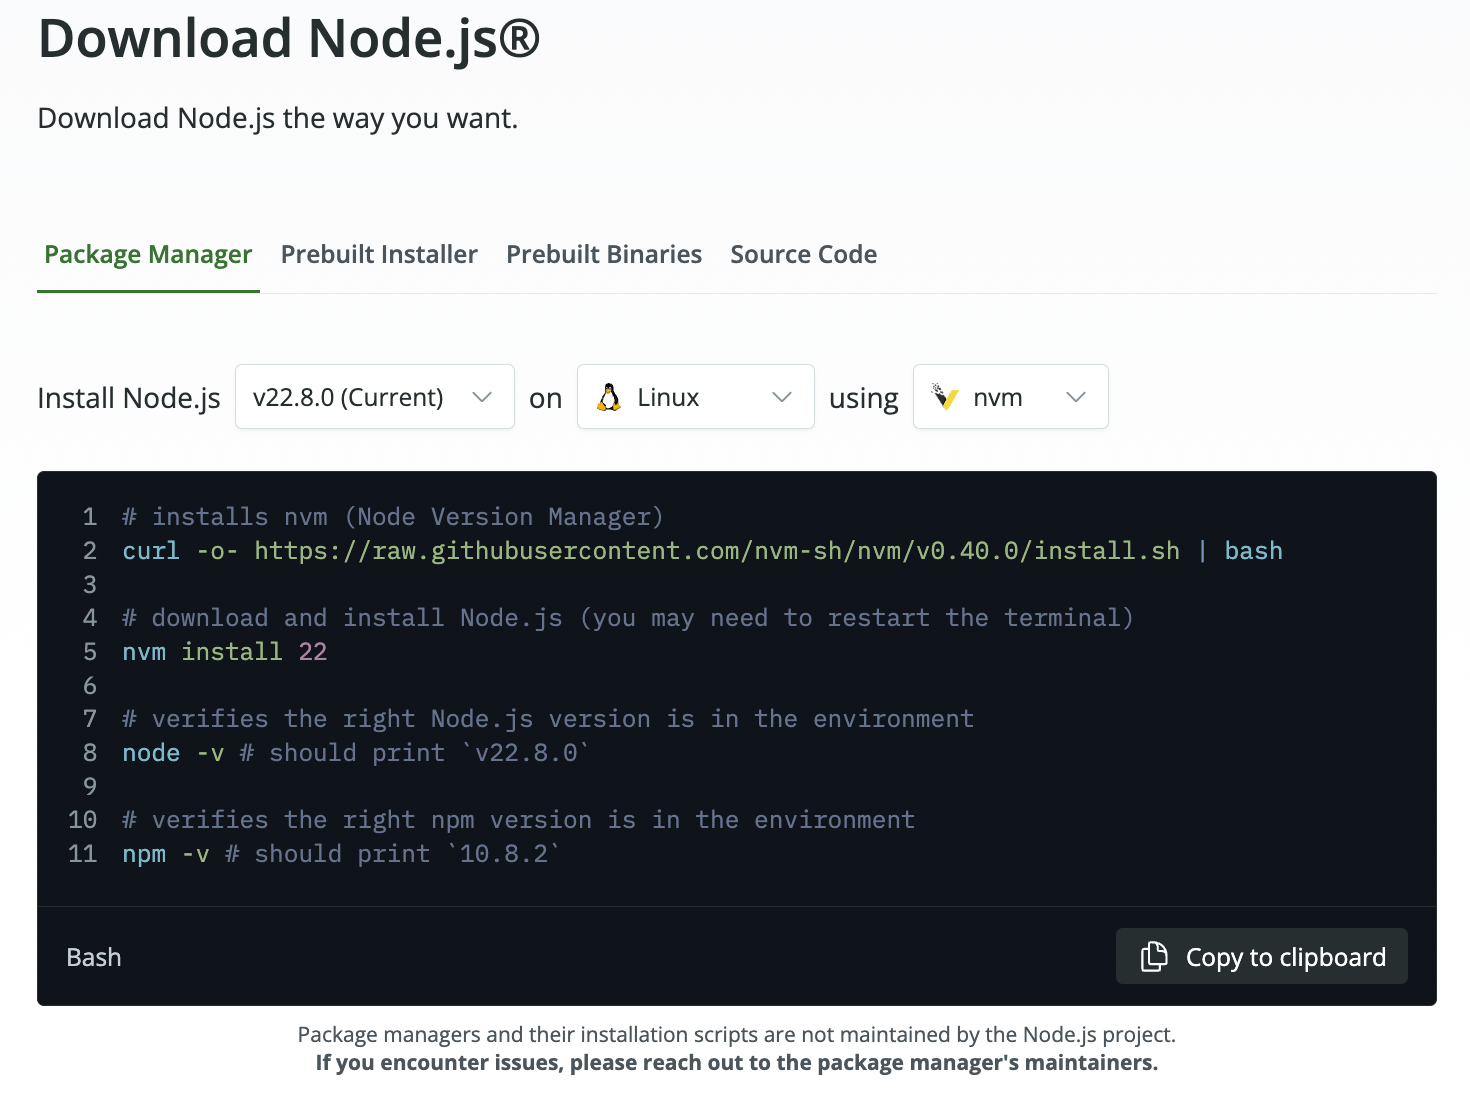 Download Node.js®
Download Node.js the way you want.
Package Manager Prebuilt Installer Prebuilt Binaries Source Code
Install Node.js v22.8.0 (Current) on Linux using nvm
1 # installs nvm (Node Version Manager)
2 curl -o- https://raw.githubusercontent.com/nvm-sh/nvm/v0.40.0/install.sh | bash
3
4 # download and install Node.js (you may need to restart the terminal)
5 nvm install 22
6
7 # verifies the right Node.js version is in the environment
8 node -v # should print `v22.8.0`
9
10 # verifies the right npm version is in the environment
11 npm -v # should print `10.8.2`
Bash Copy to clipboard
Package managers and their installation scripts are not maintained by the Node.js project.
If you encounter issues, please reach out to the package manager's maintainers.